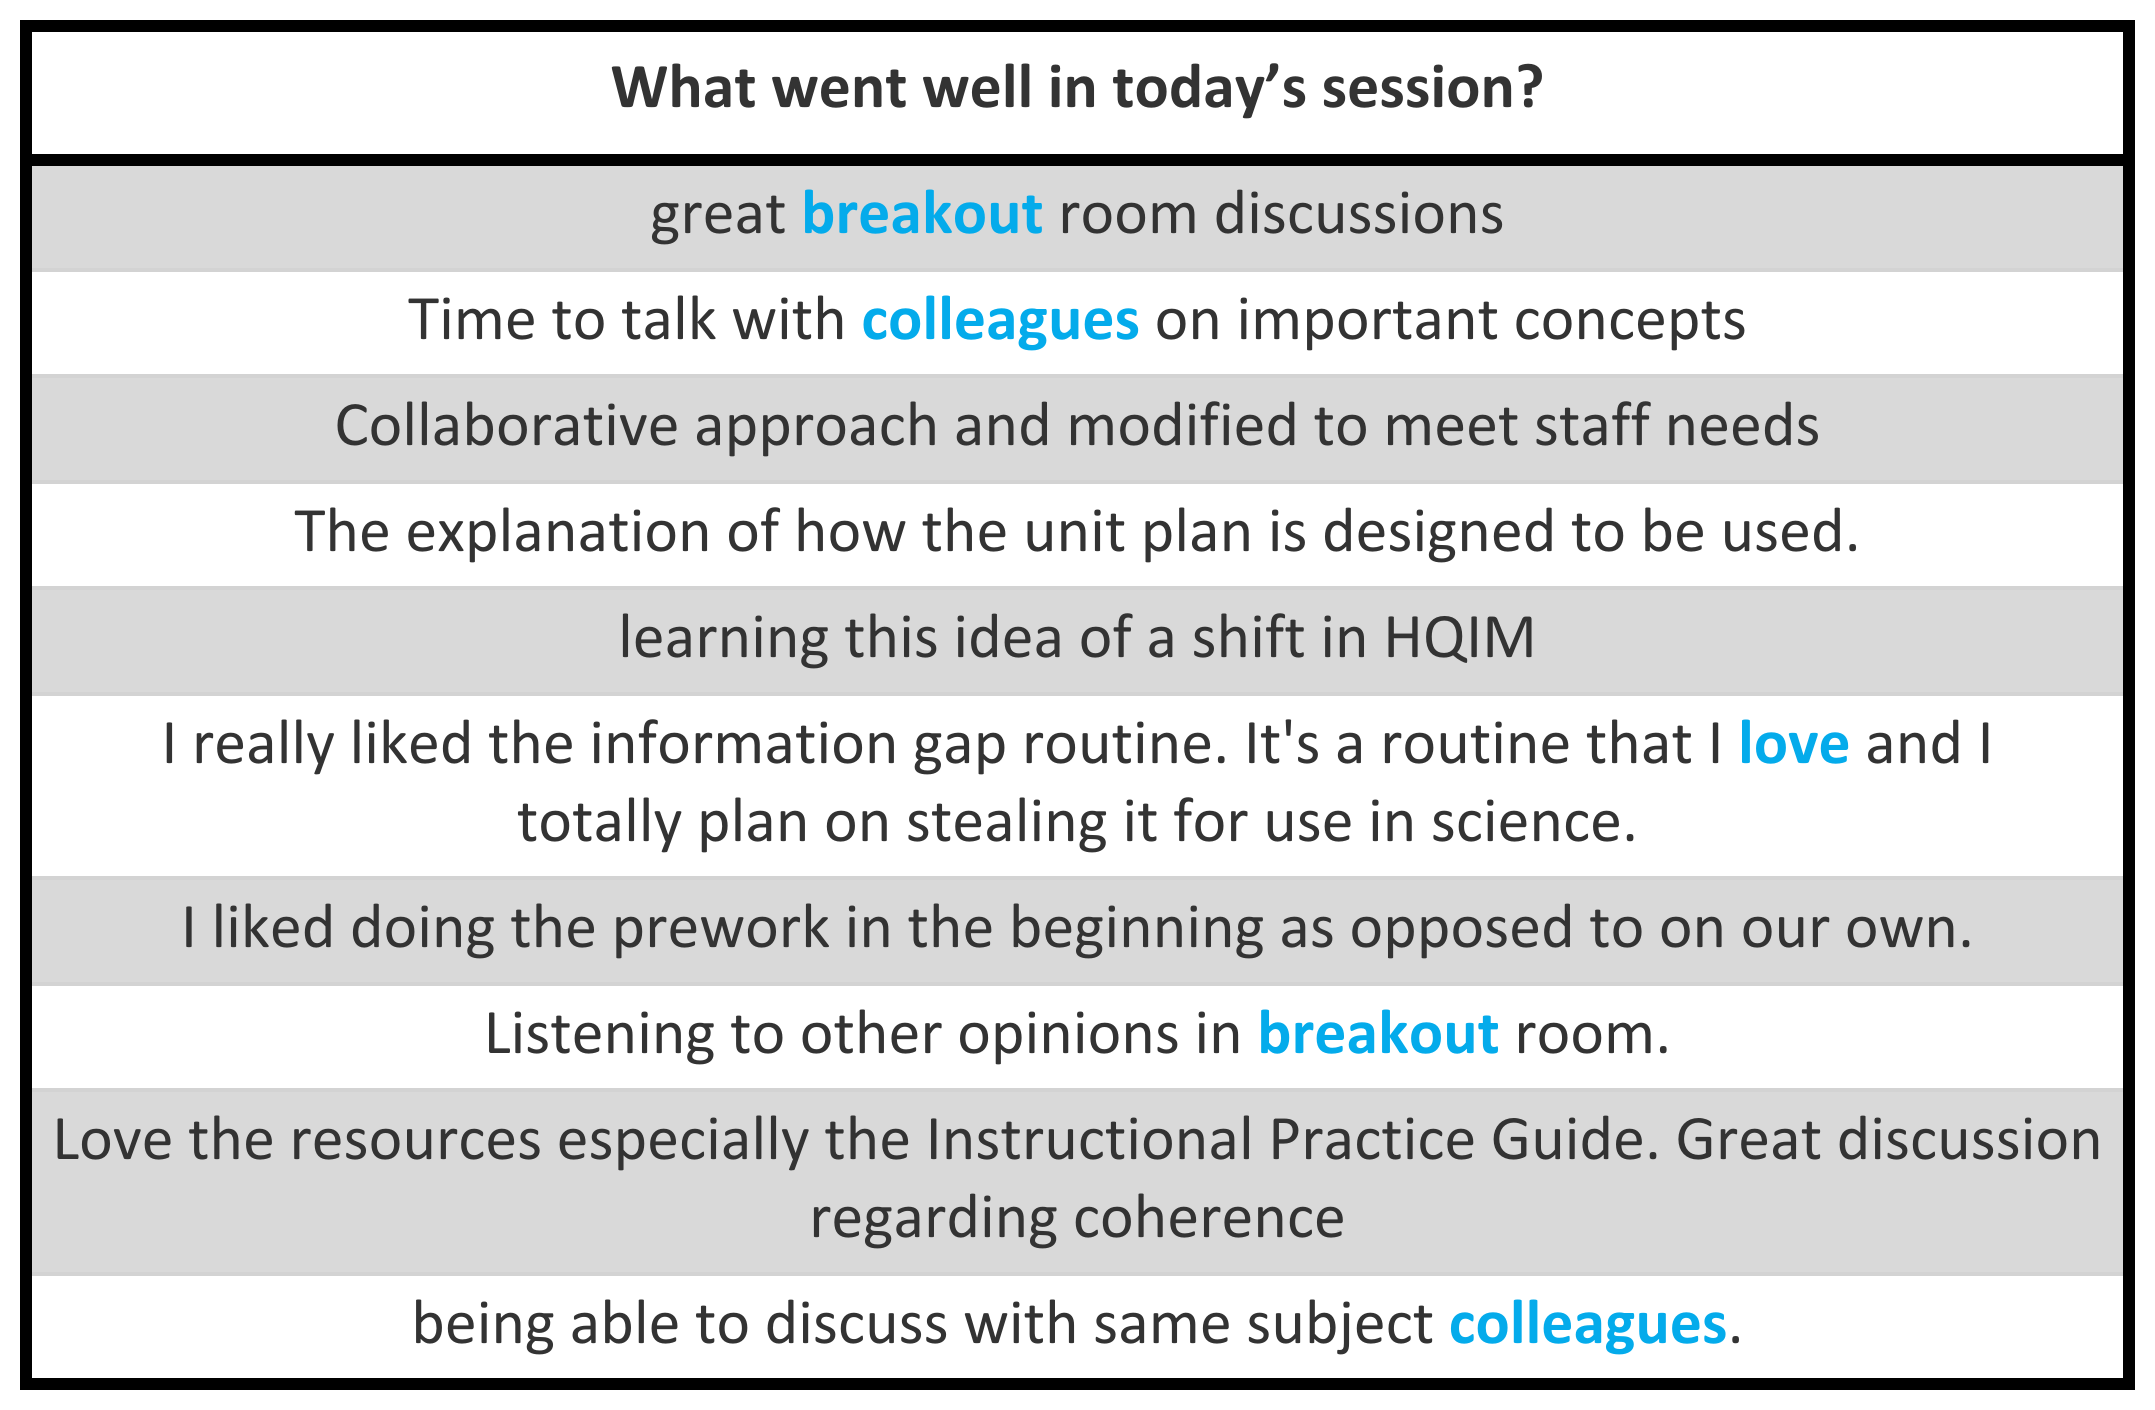 What went well in today’s session?
great breakout room discussions
Time to talk with colleagues on important concepts
Collaborative approach and modified to meet staff needs
The explanation of how the unit plan is designed to be used.
learning this idea of a shift in HQIM
I really liked the information gap routine. It's a routine that I love and I
totally plan on stealing it for use in science.
I liked doing the prework in the beginning as opposed to on our own.
Listening to other opinions in breakout room.
Love the resources especially the Instructional Practice Guide. Great discussion
regarding coherence
being able to discuss with same subject colleagues.